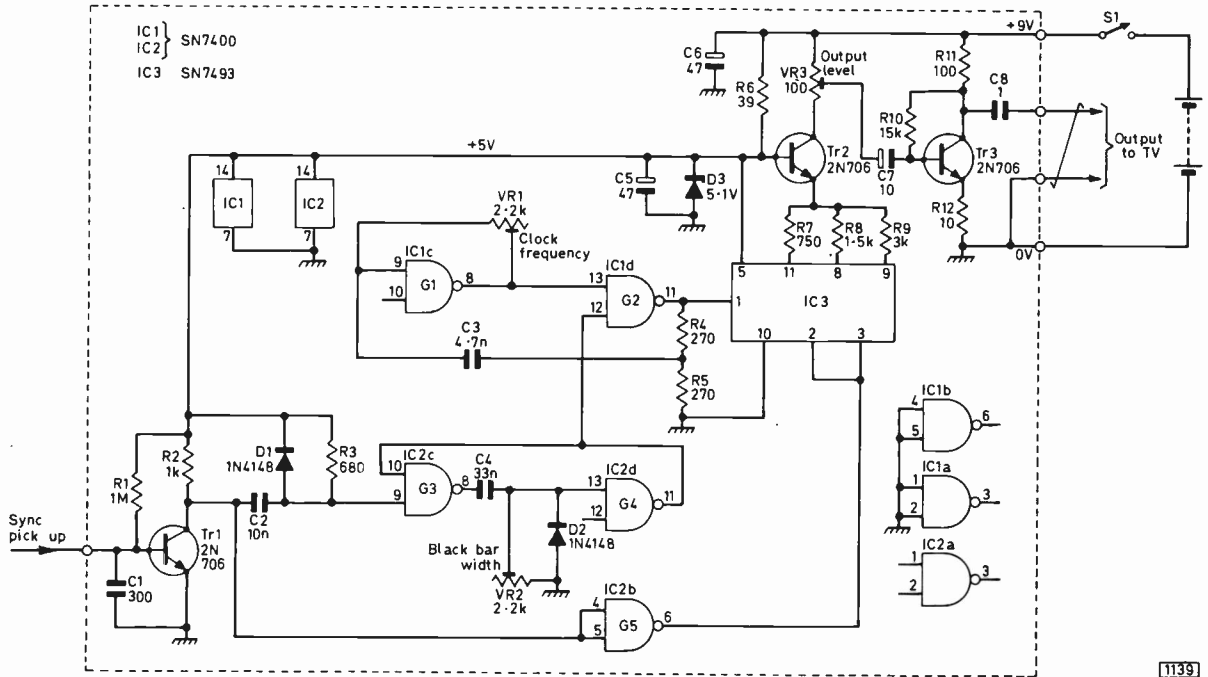 IC1
IC2
} SN7400
IC3 SN7493
C6
47
R6
39
VR3
100
Output
level
+9V
S1
R11
100
C8
1
R10
15k
Tr3
2N706
Output
to TV
R12
10
0V
C7
10
Tr2
2N706
+5V
14
IC1
7
14
IC2
7
C5
47
D3
5·1V
VR1
2·2k
Clock
frequency
IC1c
9
10
G1
8
IC1d
13
12
G2
11
R7
750
R8
1·5k
R9
3k
5
11
8
9
1
IC3
10
2
3
C3
4·7n
R4
270
R5
270
R1
1M
R2
1k
D1
1N4148
R3
680
C2
10n
IC2c
10
9
G3
8
C4
33n
IC2d
13
12
G4
11
D2
1N4148
Black bar
width
VR2
2·2k
IC2b
4
5
G5
6
Sync
pick up
C1
300
Tr1
2N
706
IC1b
4
5
6
IC1a
1
2
3
IC2a
1
2
3
1139